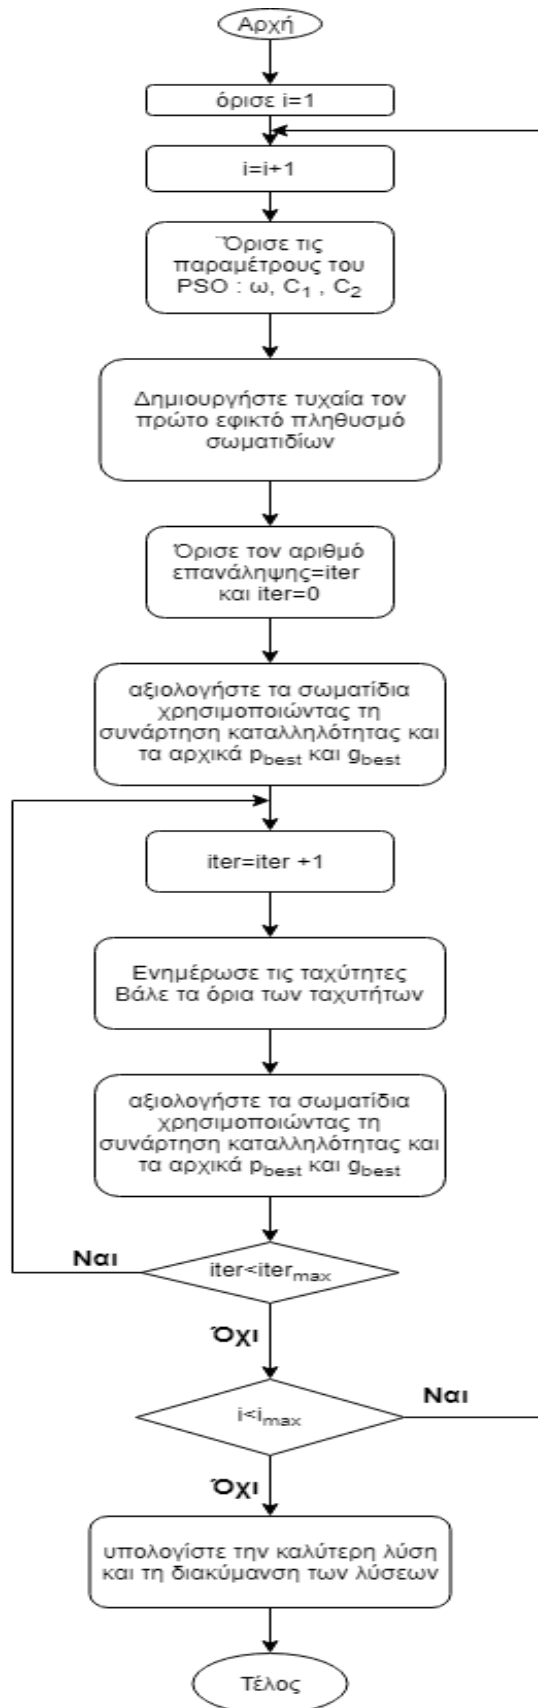 Αρχή
όρισε i=1
i=i+1
Όρισε τις
παραμέτρους του
PSO : ω, C₁ , C₂
Δημιουργήστε τυχαία τον
πρώτο εφικτό πληθυσμό
σωματιδίων
Όρισε τον αριθμό
επανάληψης=iter
και iter=0
αξιολογήστε τα σωματίδια
χρησιμοποιώντας τη
συνάρτηση καταλληλότητας και
τα αρχικά pbest και gbest
iter=iter +1
Ενημέρωσε τις ταχύτητες
Βάλε τα όρια των ταχυτήτων
αξιολογήστε τα σωματίδια
χρησιμοποιώντας τη
συνάρτηση καταλληλότητας και
τα αρχικά pbest και gbest
Ναι
iter<itermax
Όχι
i<imax
Ναι
Όχι
υπολογίστε την καλύτερη λύση
και τη διακύμανση των λύσεων
Τέλος